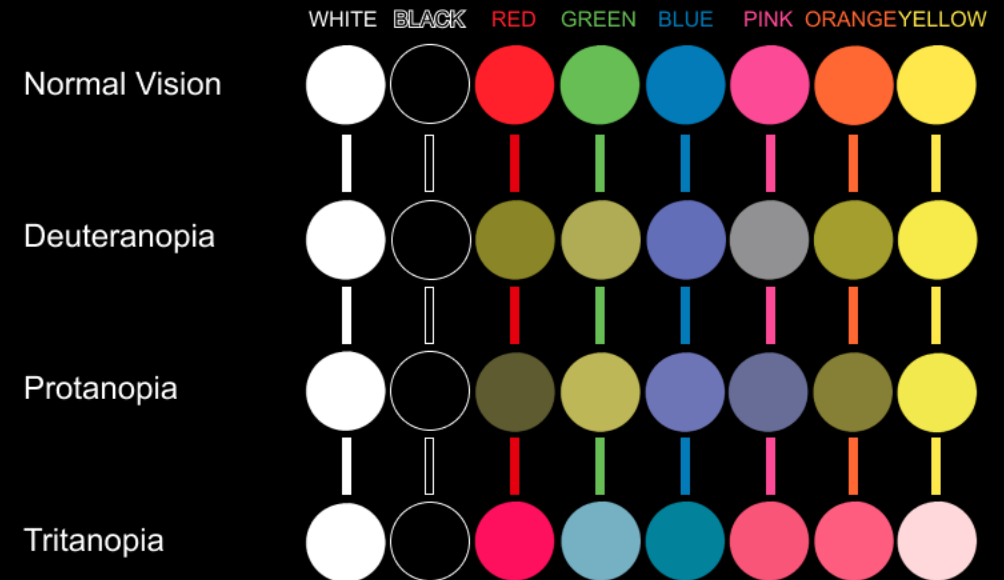 WHITE BLACK RED GREEN BLUE PINK ORANGE YELLOW
Normal Vision
Deuteranopia
Protanopia
Tritanopia